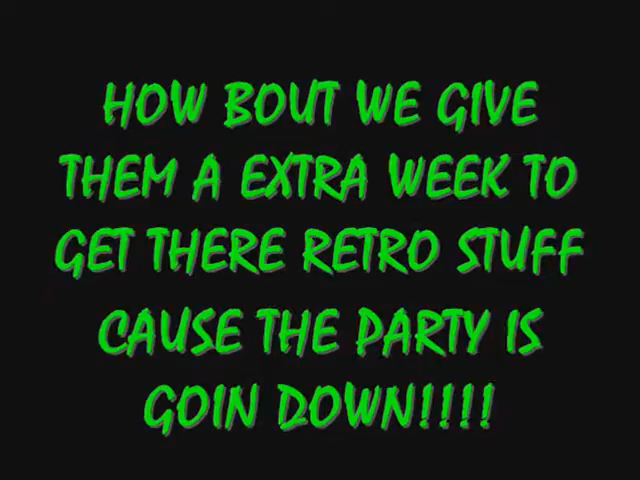 HOW BOUT WE GIVE
THEM A EXTRA WEEK TO
GET THERE RETRO STUFF
CAUSE THE PARTY IS
GOIN DOWN!!!!